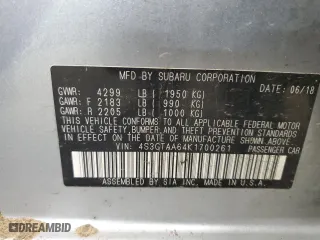 MFD BY SUBARU CORPORATION
GVWR: 4299 LB ( 1950 KG) DATE: 06/18
GAWR: F 2183 LB ( 990 KG)
GAWR: R 2205 LB ( 1000 KG)
THIS VEHICLE CONFORMS TO ALL APPLICABLE FEDERAL MOTOR
VEHICLE SAFETY, BUMPER, AND THEFT PREVENTION STANDARDS
IN EFFECT ON THE DATE OF MANUFACTURE SHOWN ABOVE.
VIN: 4S3GTAA64K1700261 PASSENGER CAR
ASSEMBLED BY SIA INC., MADE IN U.S.A.
DREAMBID.COM